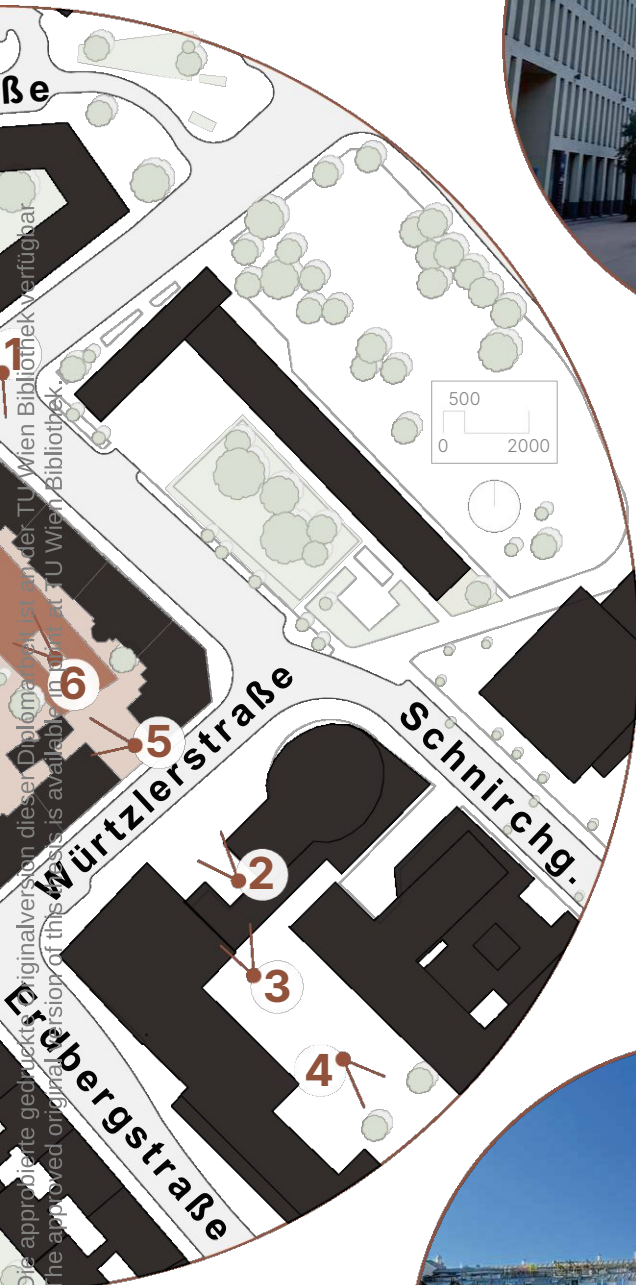 ße
1
500
0 2000
6
5
Würtzlerstraße
Schnirchg.
2
3
4
Erdbergstraße
Die approbierte gedruckte Originalversion dieser Diplomarbeit ist an der TU Wien Bibliothek verfügbar
The approved original version of this thesis is available in print at TU Wien Bibliothek.